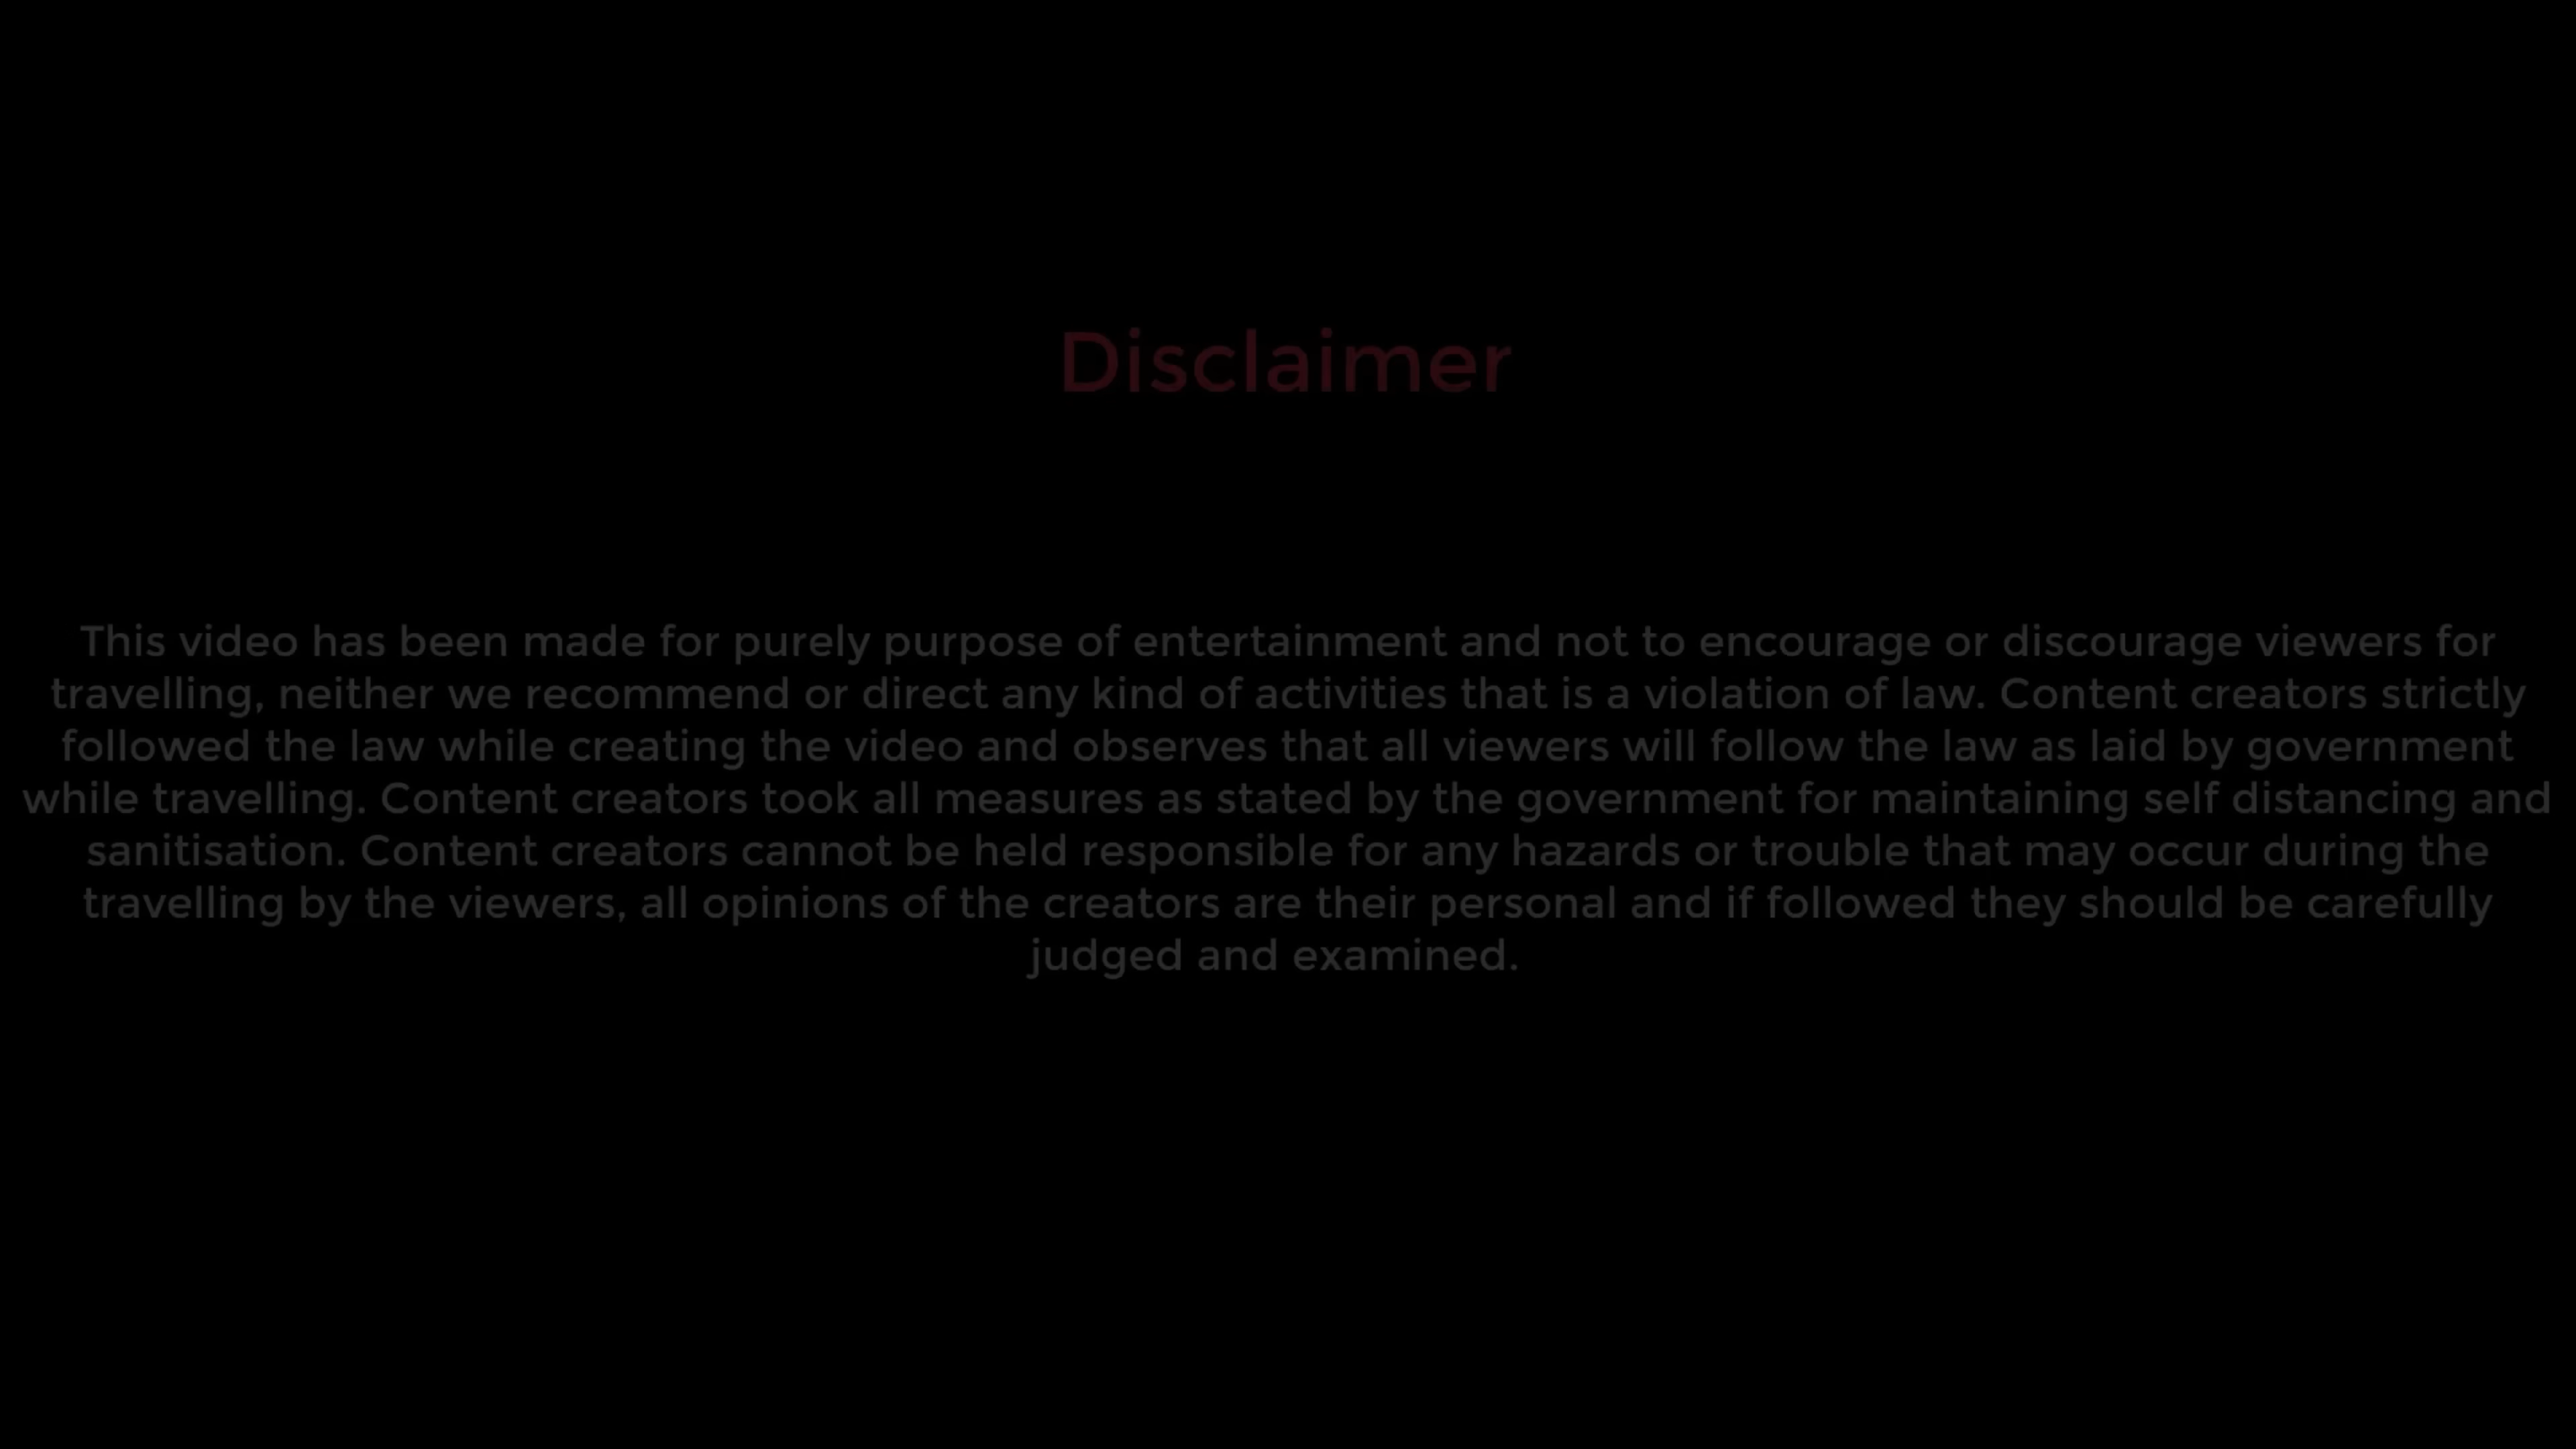 Disclaimer
This video has been made for purely purpose of entertainment and not to encourage or discourage viewers for
travelling, neither we recommend or direct any kind of activities that is a violation of law. Content creators strictly
followed the law while creating the video and observes that all viewers will follow the law as laid by government
while travelling. Content creators took all measures as stated by the government for maintaining self distancing and
sanitisation. Content creators cannot be held responsible for any hazards or trouble that may occur during the
travelling by the viewers, all opinions of the creators are their personal and if followed they should be carefully
judged and examined.